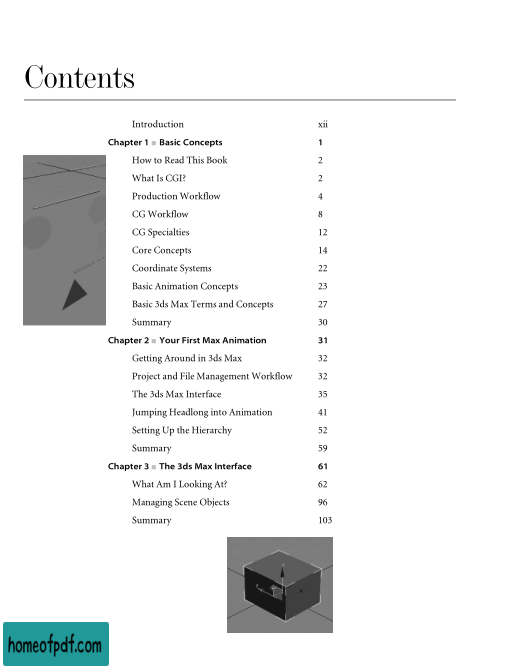 Contents
Introduction xii
Chapter 1 ■ Basic Concepts 1
How to Read This Book 2
What Is CGI? 2
Production Workflow 4
CG Workflow 8
CG Specialties 12
Core Concepts 14
Coordinate Systems 22
Basic Animation Concepts 23
Basic 3ds Max Terms and Concepts 27
Summary 30
Chapter 2 ■ Your First Max Animation 31
Getting Around in 3ds Max 32
Project and File Management Workflow 32
The 3ds Max Interface 35
Jumping Headlong into Animation 41
Setting Up the Hierarchy 52
Summary 59
Chapter 3 ■ The 3ds Max Interface 61
What Am I Looking At? 62
Managing Scene Objects 96
Summary 103
homeofpdf.com